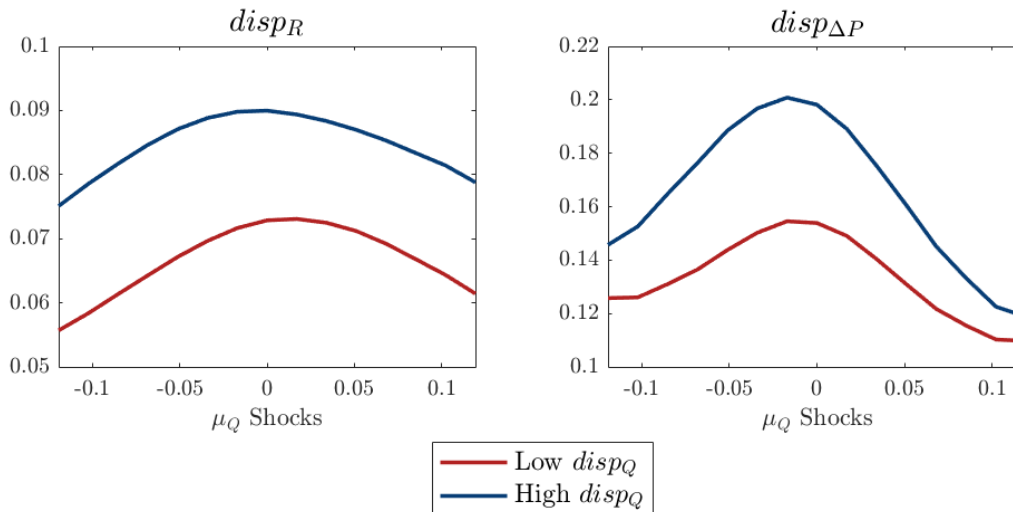 disp_R
0.1
0.09
0.08
0.07
0.06
0.05
-0.1 -0.05 0 0.05 0.1
μ_Q Shocks
disp_ΔP
0.22
0.2
0.18
0.16
0.14
0.12
0.1
-0.1 -0.05 0 0.05 0.1
μ_Q Shocks
Low disp_Q
High disp_Q